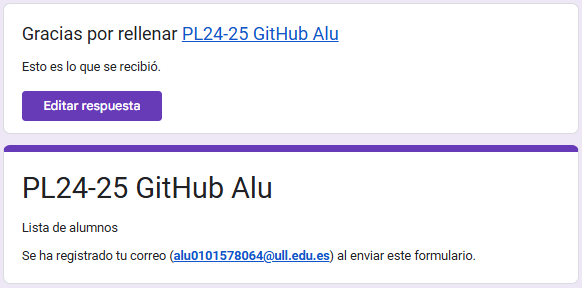 Gracias por rellenar PL24-25 GitHub Alu
Esto es lo que se recibió.
Editar respuesta
PL24-25 GitHub Alu
Lista de alumnos
Se ha registrado tu correo (alu0101578064@ull.edu.es) al enviar este formulario.